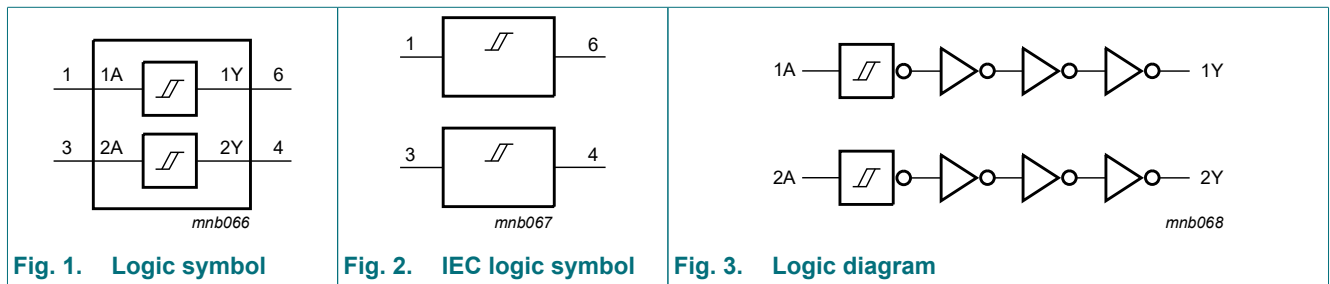 1 1A 1Y 6
3 2A 2Y 4
mnb066
Fig. 1. Logic symbol
1 6
3 4
mnb067
Fig. 2. IEC logic symbol
1A 1Y
2A 2Y
mnb068
Fig. 3. Logic diagram